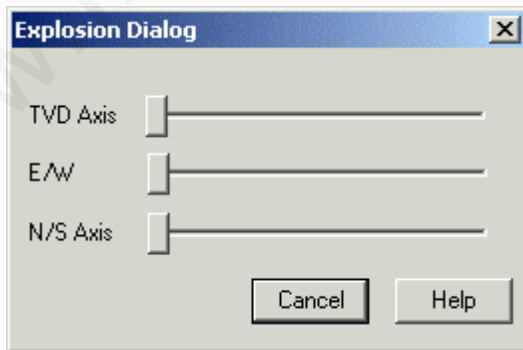 Explosion Dialog
TVD Axis
E/W
N/S Axis
Cancel Help